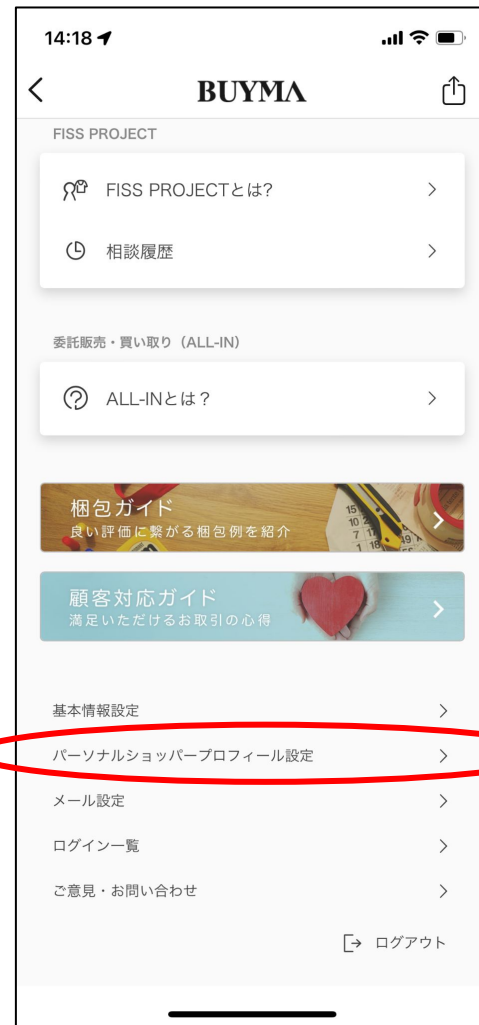 14:18
BUYMA
FISS PROJECT
FISS PROJECTとは?
相談履歴
委託販売・買い取り（ALL-IN）
ALL-INとは？
梱包ガイド
良い評価に繋がる梱包例を紹介
顧客対応ガイド
満足いただけるお取引の心得
基本情報設定
パーソナルショッパープロフィール設定
メール設定
ログイン一覧
ご意見・お問い合わせ
ログアウト